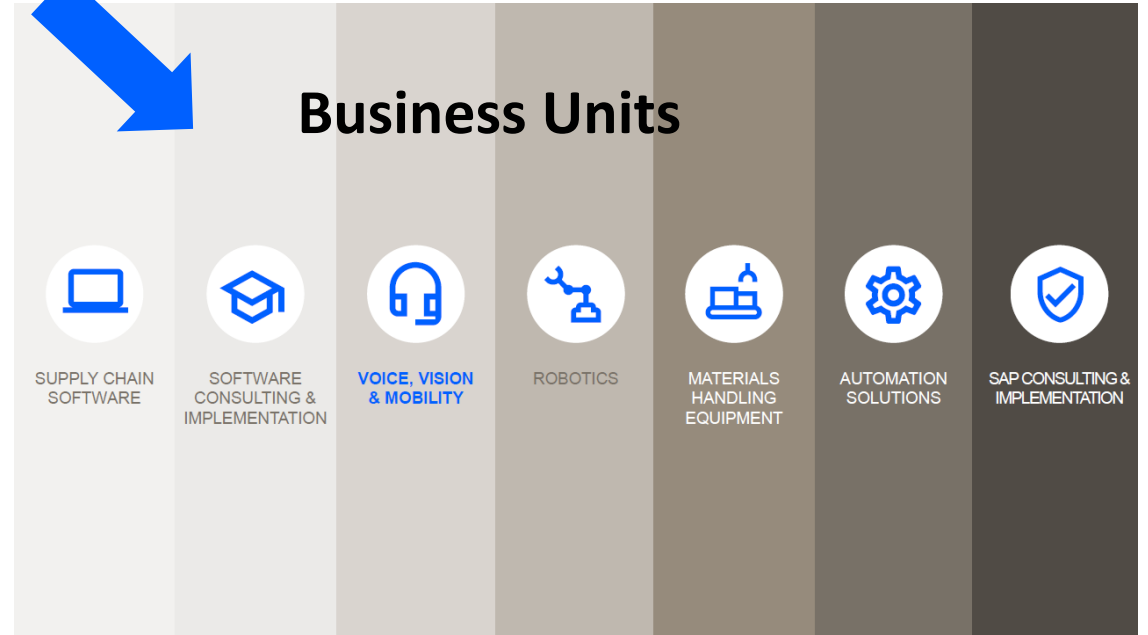 Business Units
SUPPLY CHAIN
SOFTWARE
SOFTWARE
CONSULTING &
IMPLEMENTATION
VOICE, VISION
& MOBILITY
ROBOTICS
MATERIALS
HANDLING
EQUIPMENT
AUTOMATION
SOLUTIONS
SAP CONSULTING &
IMPLEMENTATION